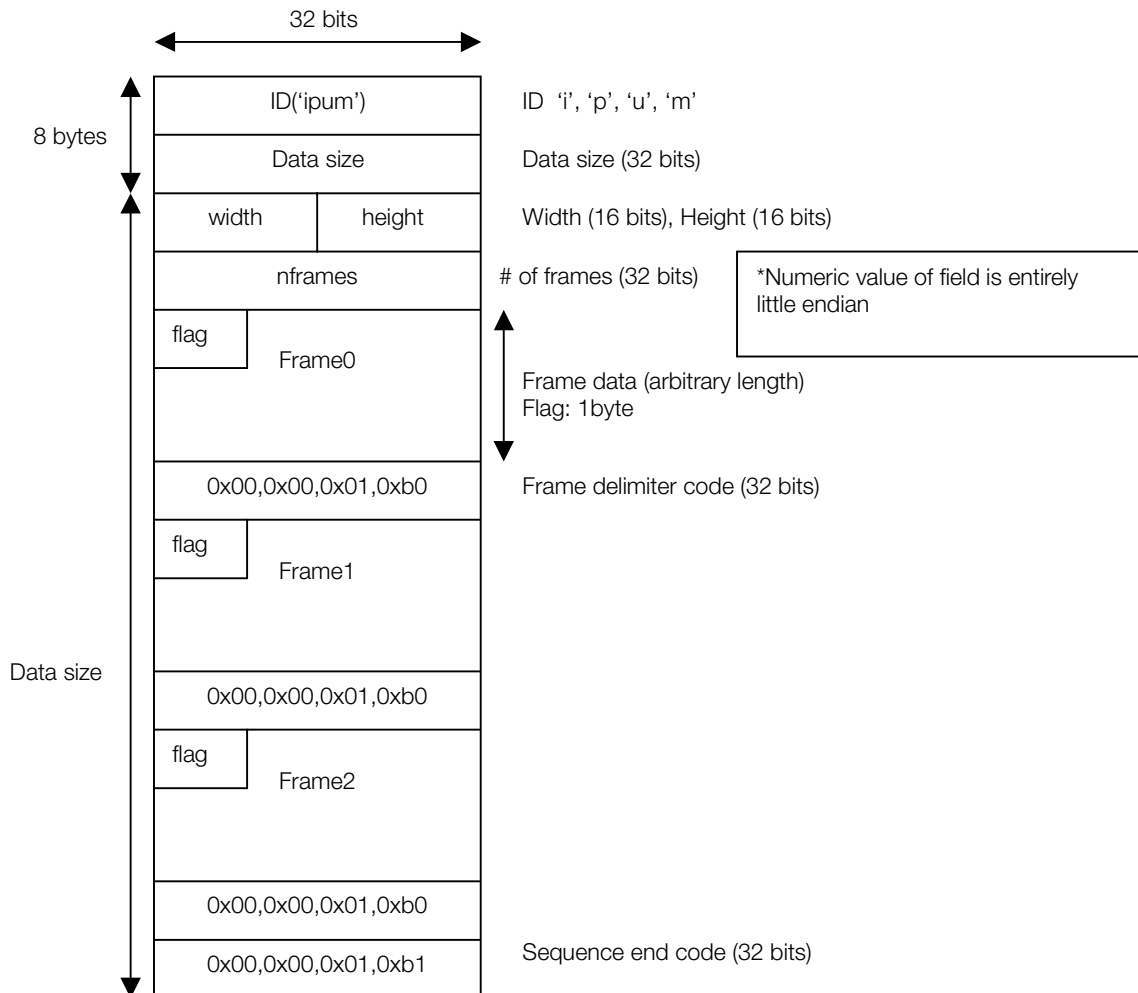 32 bits
ID(‘ipum’)
ID ‘i’, ‘p’, ‘u’, ‘m’
8 bytes
Data size
Data size (32 bits)
width
height
Width (16 bits), Height (16 bits)
nframes
# of frames (32 bits)
*Numeric value of field is entirely
little endian
flag
Frame0
Frame data (arbitrary length)
Flag: 1byte
0x00,0x00,0x01,0xb0
Frame delimiter code (32 bits)
flag
Frame1
Data size
0x00,0x00,0x01,0xb0
flag
Frame2
0x00,0x00,0x01,0xb0
0x00,0x00,0x01,0xb1
Sequence end code (32 bits)